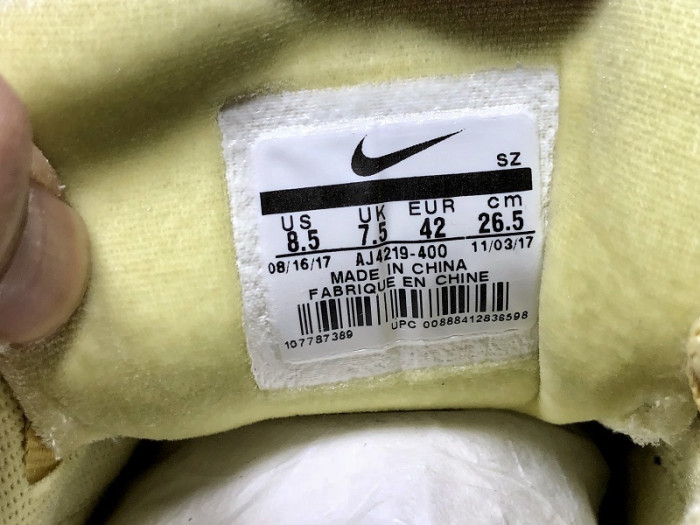 SZ
US UK EUR cm
8.5 7.5 42 26.5
08/16/17 AJ4219-400 11/03/17
MADE IN CHINA
FABRIQUE EN CHINE
107787389 UPC 00888412836598